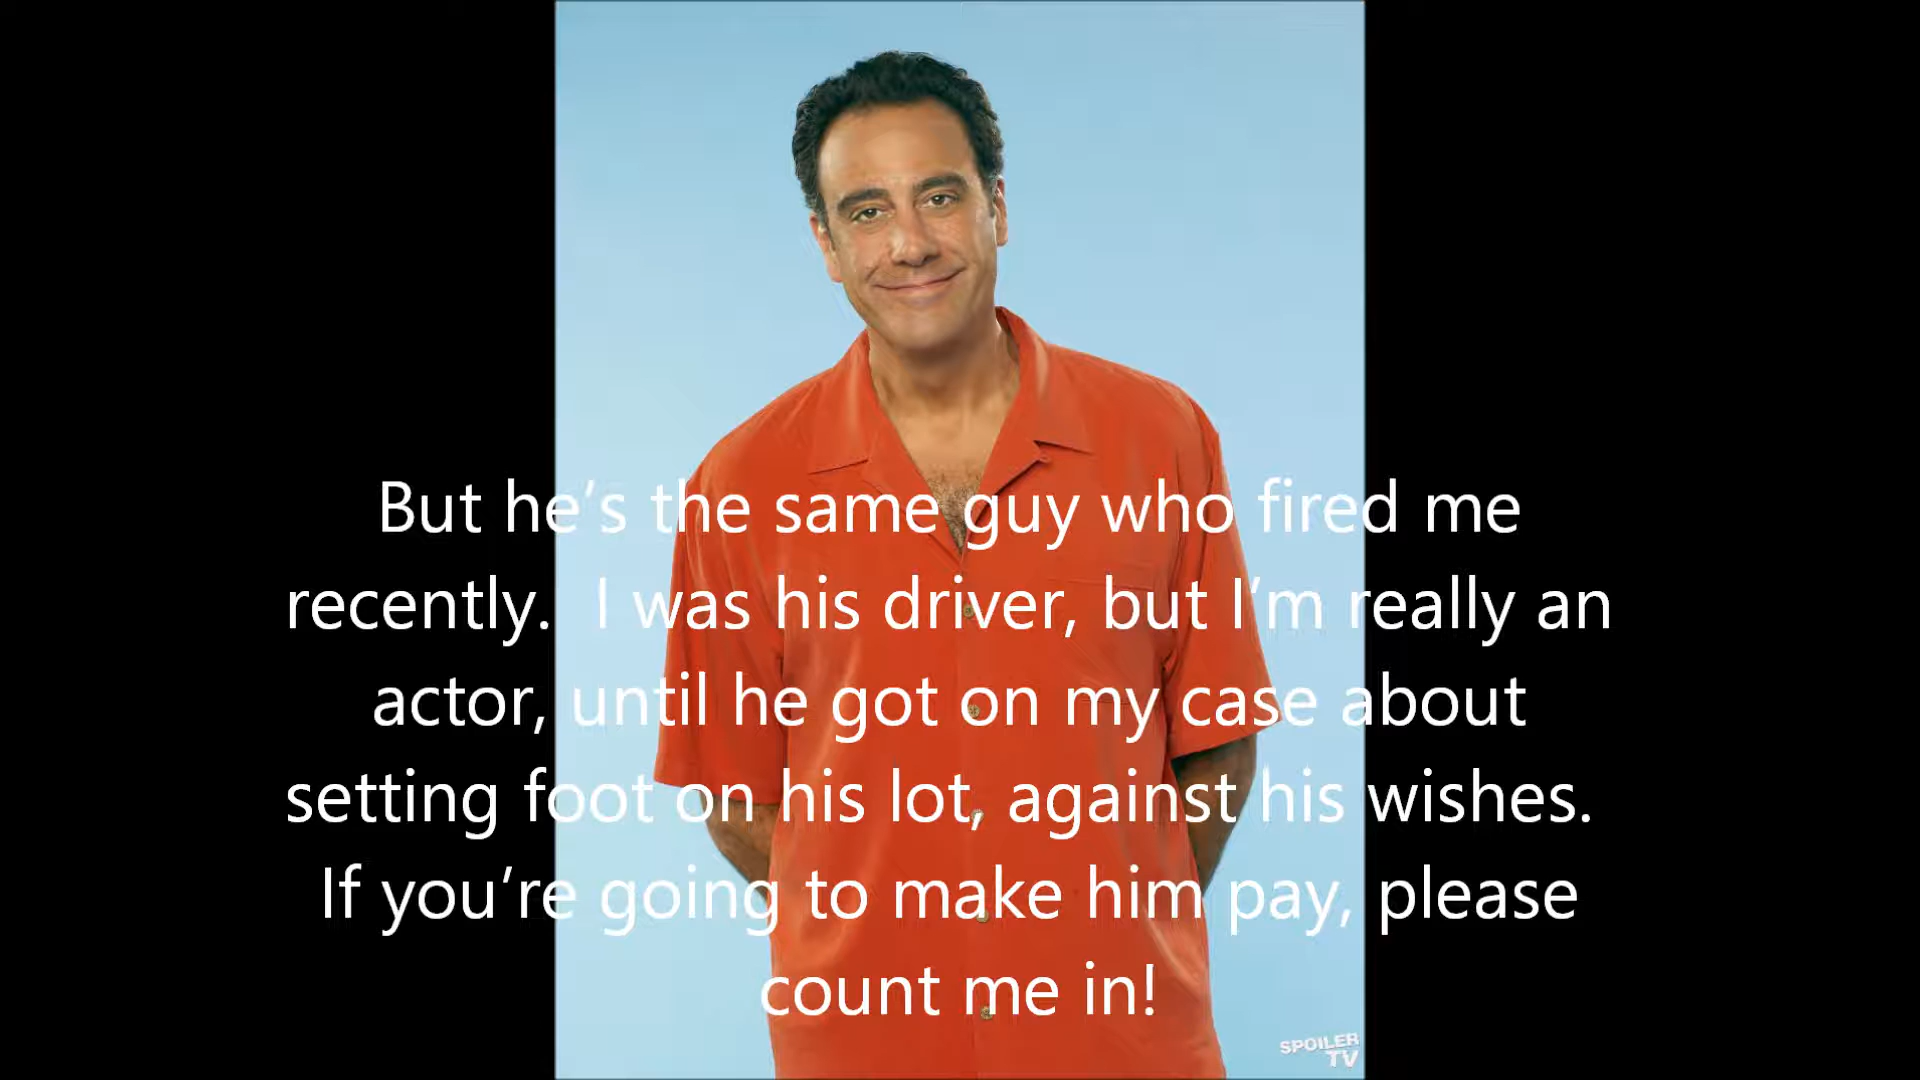 But he's the same guy who fired me
recently.  I was his driver, but I'm really an
actor, until he got on my case about
setting foot on his lot, against his wishes.
If you're going to make him pay, please
count me in!
SPOILER
TV